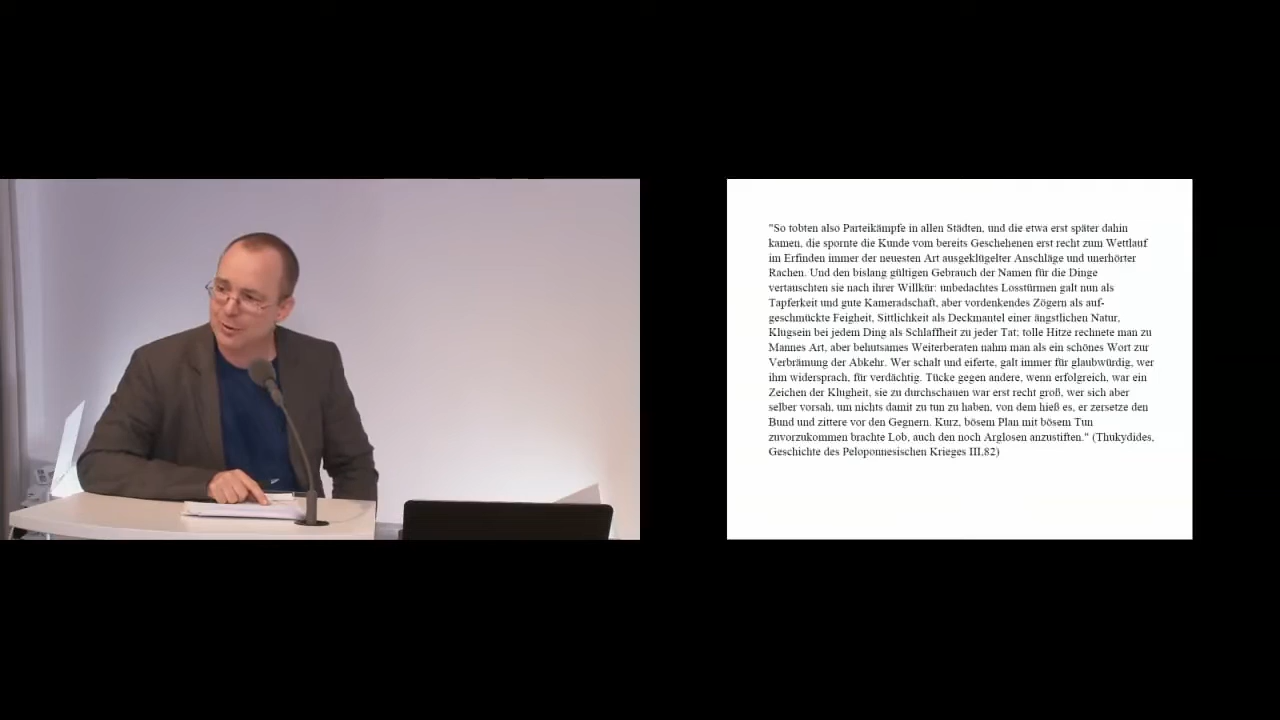 "So tobten also Parteikämpfe in allen Städten, und die etwa erst später dahin
kamen, die spornte die Kunde vom bereits Geschehenen erst recht zum Wettlauf
im Erfinden immer der neuesten Art ausgeklügelter Anschläge und unerhörter
Rachen. Und den bislang gültigen Gebrauch der Namen für die Dinge
vertauschten sie nach ihrer Willkür: unbedachtes Losstürmen galt nun als
Tapferkeit und gute Kameradschaft, aber vordenkendes Zögern als auf-
geschmückte Feigheit, Sittlichkeit als Deckmantel einer ängstlichen Natur,
Klugsein bei jedem Ding als Schlaffheit zu jeder Tat; tolle Hitze rechnete man zu
Mannes Art, aber behutsames Weiterberaten nahm man als ein schönes Wort zur
Verbrämung der Abkehr. Wer schalt und eiferte, galt immer für glaubwürdig, wer
ihm widersprach, für verdächtig. Tücke gegen andere, wenn erfolgreich, war ein
Zeichen der Klugheit, sie zu durchschauen war erst recht groß, wer sich aber
selber vorsah, um nichts damit zu tun zu haben, von dem hieß es, er zersetze den
Bund und zittere vor den Gegnern. Kurz, bösem Plan mit bösem Tun
zuvorzukommen brachte Lob, auch den noch Arglosen anzustiften." (Thukydides,
Geschichte des Peloponnesischen Krieges III,82)